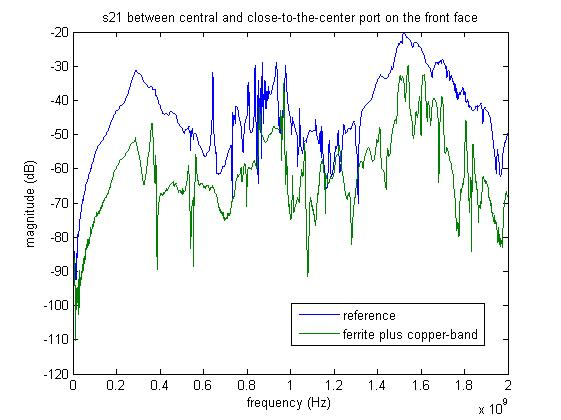 s21 between central and close-to-the-center port on the front face
-20
-30
-40
-50
-60
-70
-80
-90
-100
-110
-120
magnitude (dB)
reference
ferrite plus copper-band
0 0.2 0.4 0.6 0.8 1 1.2 1.4 1.6 1.8 2
frequency (Hz)
x 10^9